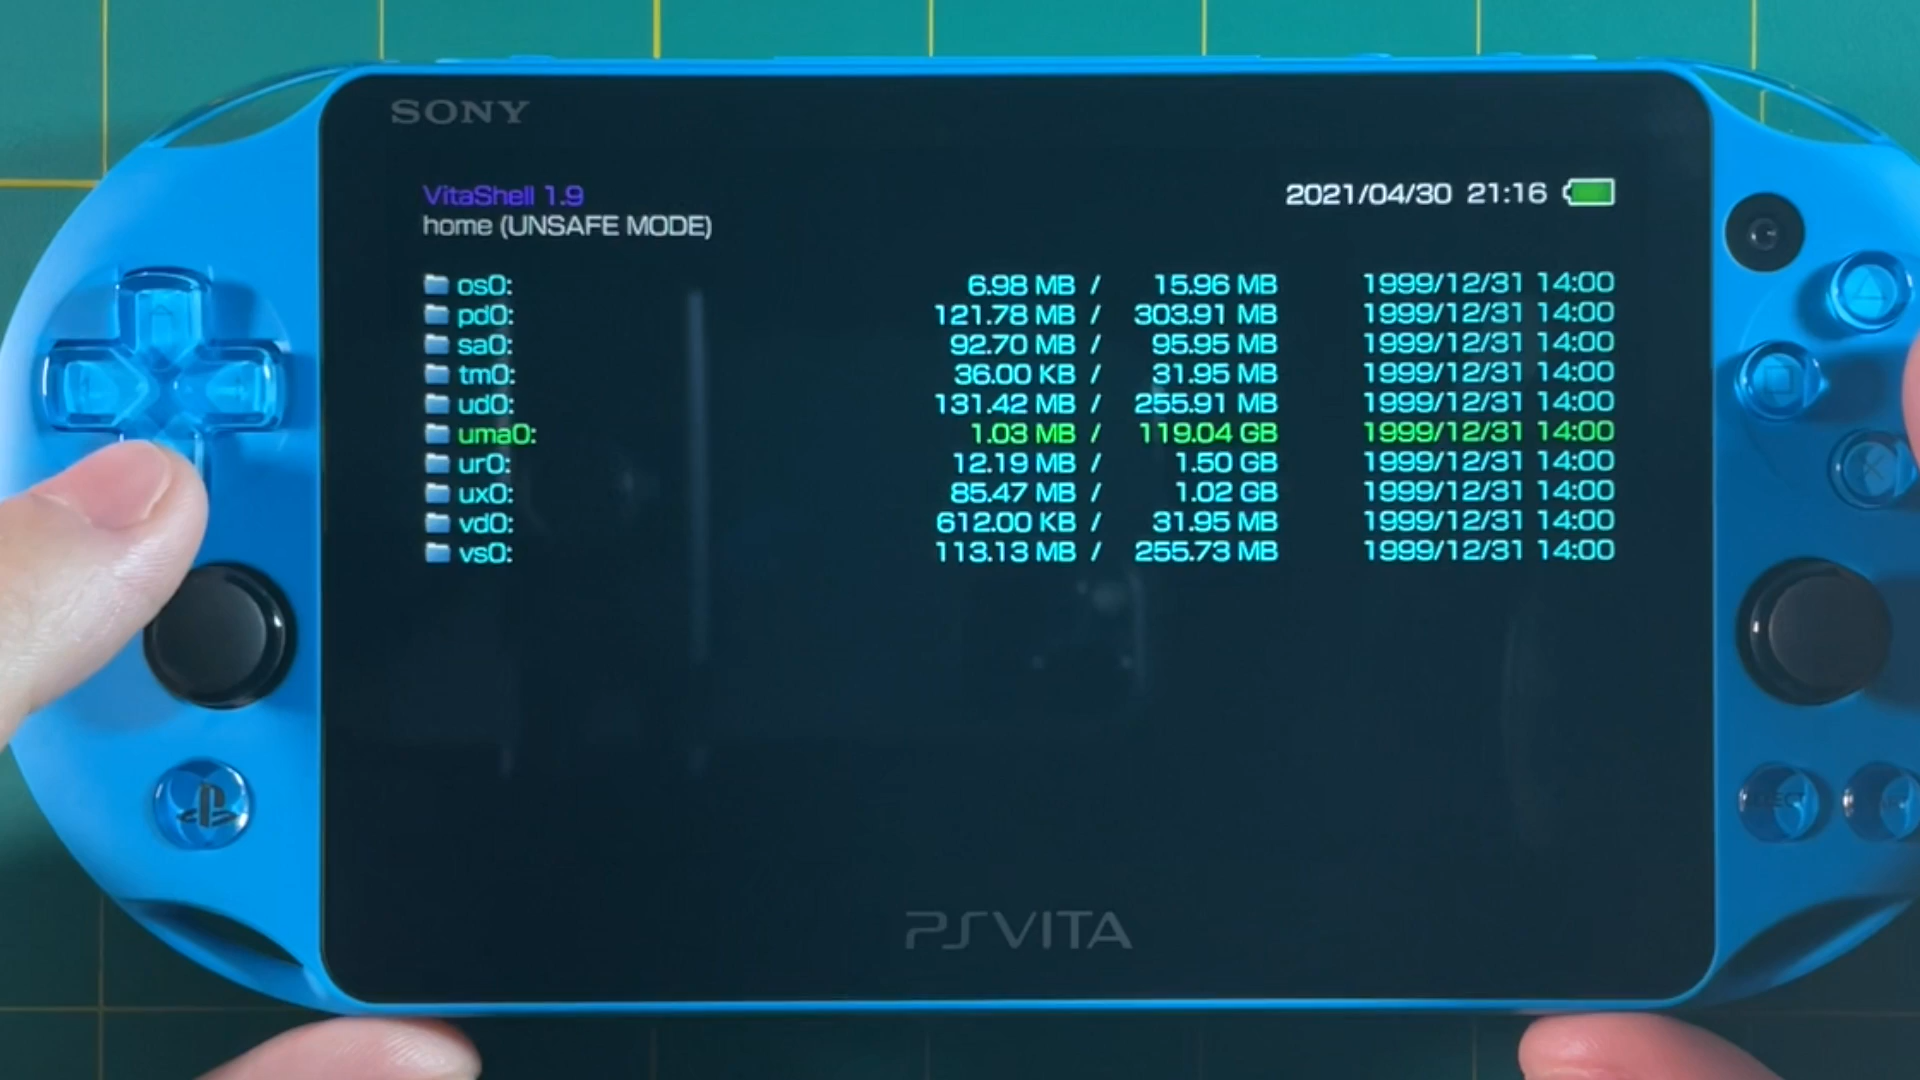 SONY
VitaShell 1.9
2021/04/30 21:16
home (UNSAFE MODE)
os0: 6.98 MB / 15.96 MB 1999/12/31 14:00
pd0: 121.78 MB / 303.91 MB 1999/12/31 14:00
sa0: 92.70 MB / 95.95 MB 1999/12/31 14:00
tm0: 36.00 KB / 31.95 MB 1999/12/31 14:00
ud0: 131.42 MB / 255.91 MB 1999/12/31 14:00
uma0: 1.03 MB / 119.04 GB 1999/12/31 14:00
ur0: 12.19 MB / 1.50 GB 1999/12/31 14:00
ux0: 85.47 MB / 1.02 GB 1999/12/31 14:00
vd0: 612.00 KB / 31.95 MB 1999/12/31 14:00
vs0: 113.13 MB / 255.73 MB 1999/12/31 14:00
PSVITA